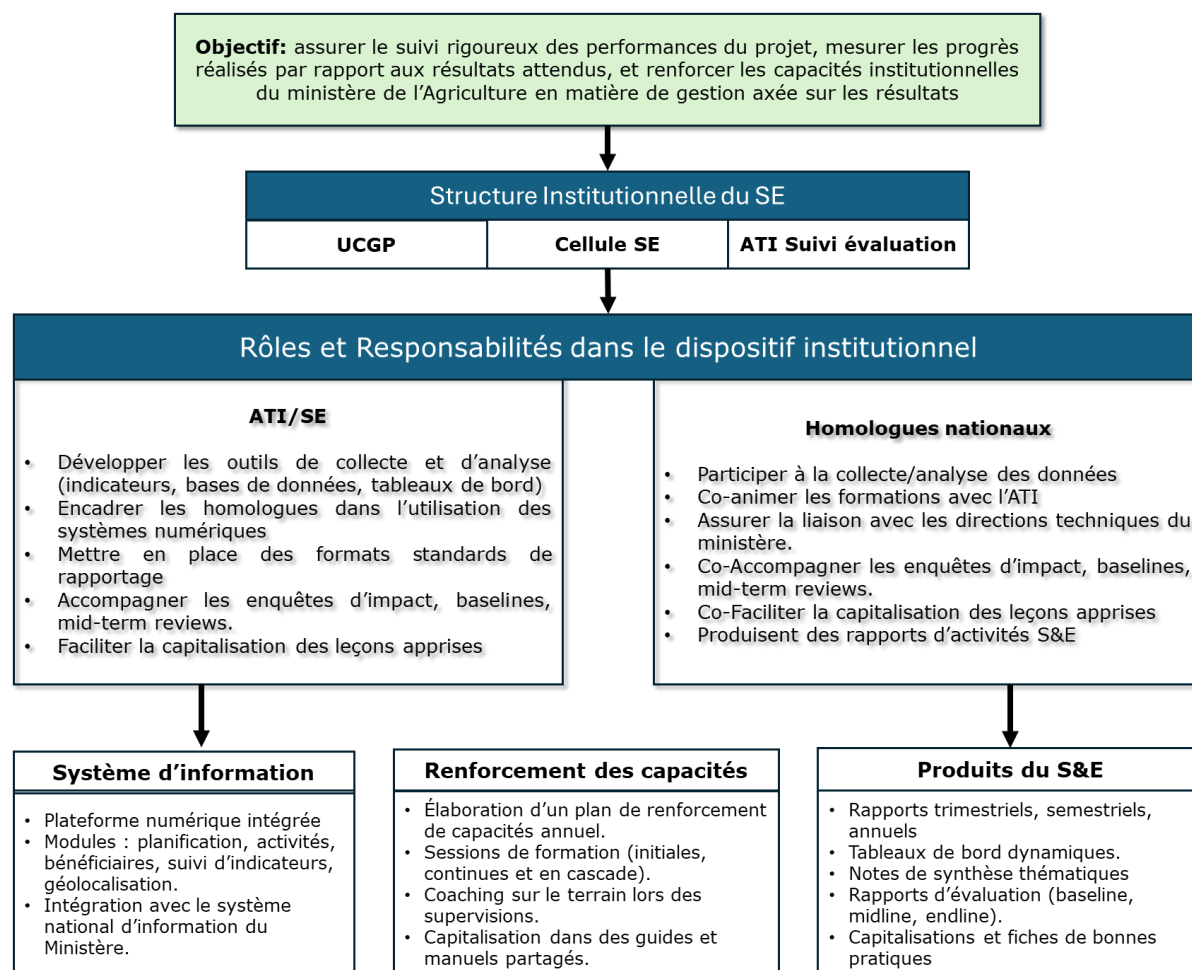 Objectif: assurer le suivi rigoureux des performances du projet, mesurer les progrès
réalisés par rapport aux résultats attendus, et renforcer les capacités institutionnelles
du ministère de l’Agriculture en matière de gestion axée sur les résultats
Structure Institutionnelle du SE
UCGP
Cellule SE
ATI Suivi évaluation
Rôles et Responsabilités dans le dispositif institutionnel
ATI/SE
• Développer les outils de collecte et d’analyse
(indicateurs, bases de données, tableaux de bord)
• Encadrer les homologues dans l’utilisation des
systèmes numériques
• Mettre en place des formats standards de
rapportage
• Accompagner les enquêtes d’impact, baselines,
mid-term reviews.
• Faciliter la capitalisation des leçons apprises
Homologues nationaux
• Participer à la collecte/analyse des données
• Co-animer les formations avec l’ATI
• Assurer la liaison avec les directions techniques du
ministère.
• Co-Accompagner les enquêtes d’impact, baselines,
mid-term reviews.
• Co-Faciliter la capitalisation des leçons apprises
• Produisent des rapports d’activités S&E
Système d’information
• Plateforme numérique intégrée
• Modules : planification, activités,
bénéficiaires, suivi d’indicateurs,
géolocalisation.
• Intégration avec le système
national d’information du
Ministère.
Renforcement des capacités
• Élaboration d’un plan de renforcement
de capacités annuel.
• Sessions de formation (initiales,
continues et en cascade).
• Coaching sur le terrain lors des
supervisions.
• Capitalisation dans des guides et
manuels partagés.
Produits du S&E
• Rapports trimestriels, semestriels,
annuels
• Tableaux de bord dynamiques.
• Notes de synthèse thématiques
• Rapports d’évaluation (baseline,
midline, endline).
• Capitalisations et fiches de bonnes
pratiques